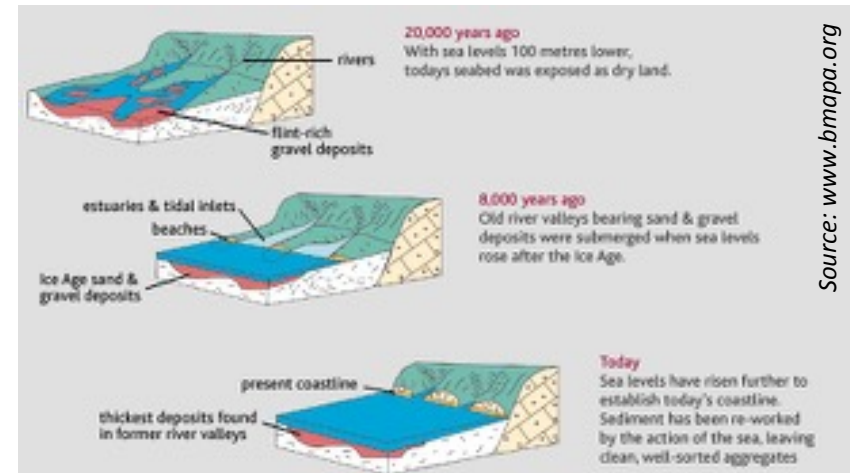 20,000 years ago
With sea levels 100 metres lower,
todays seabed was exposed as dry land.
rivers
flint-rich
gravel deposits
8,000 years ago
Old river valleys bearing sand & gravel
deposits were submerged when sea levels
rose after the Ice Age.
estuaries & tidal inlets
beaches
Ice Age sand &
gravel deposits
Today
Sea levels have risen further to
establish today's coastline.
Sediment has been re-worked
by the action of the sea, leaving
clean, well-sorted aggregates
present coastline
thickest deposits found
in former river valleys
Source: www.bmapa.org